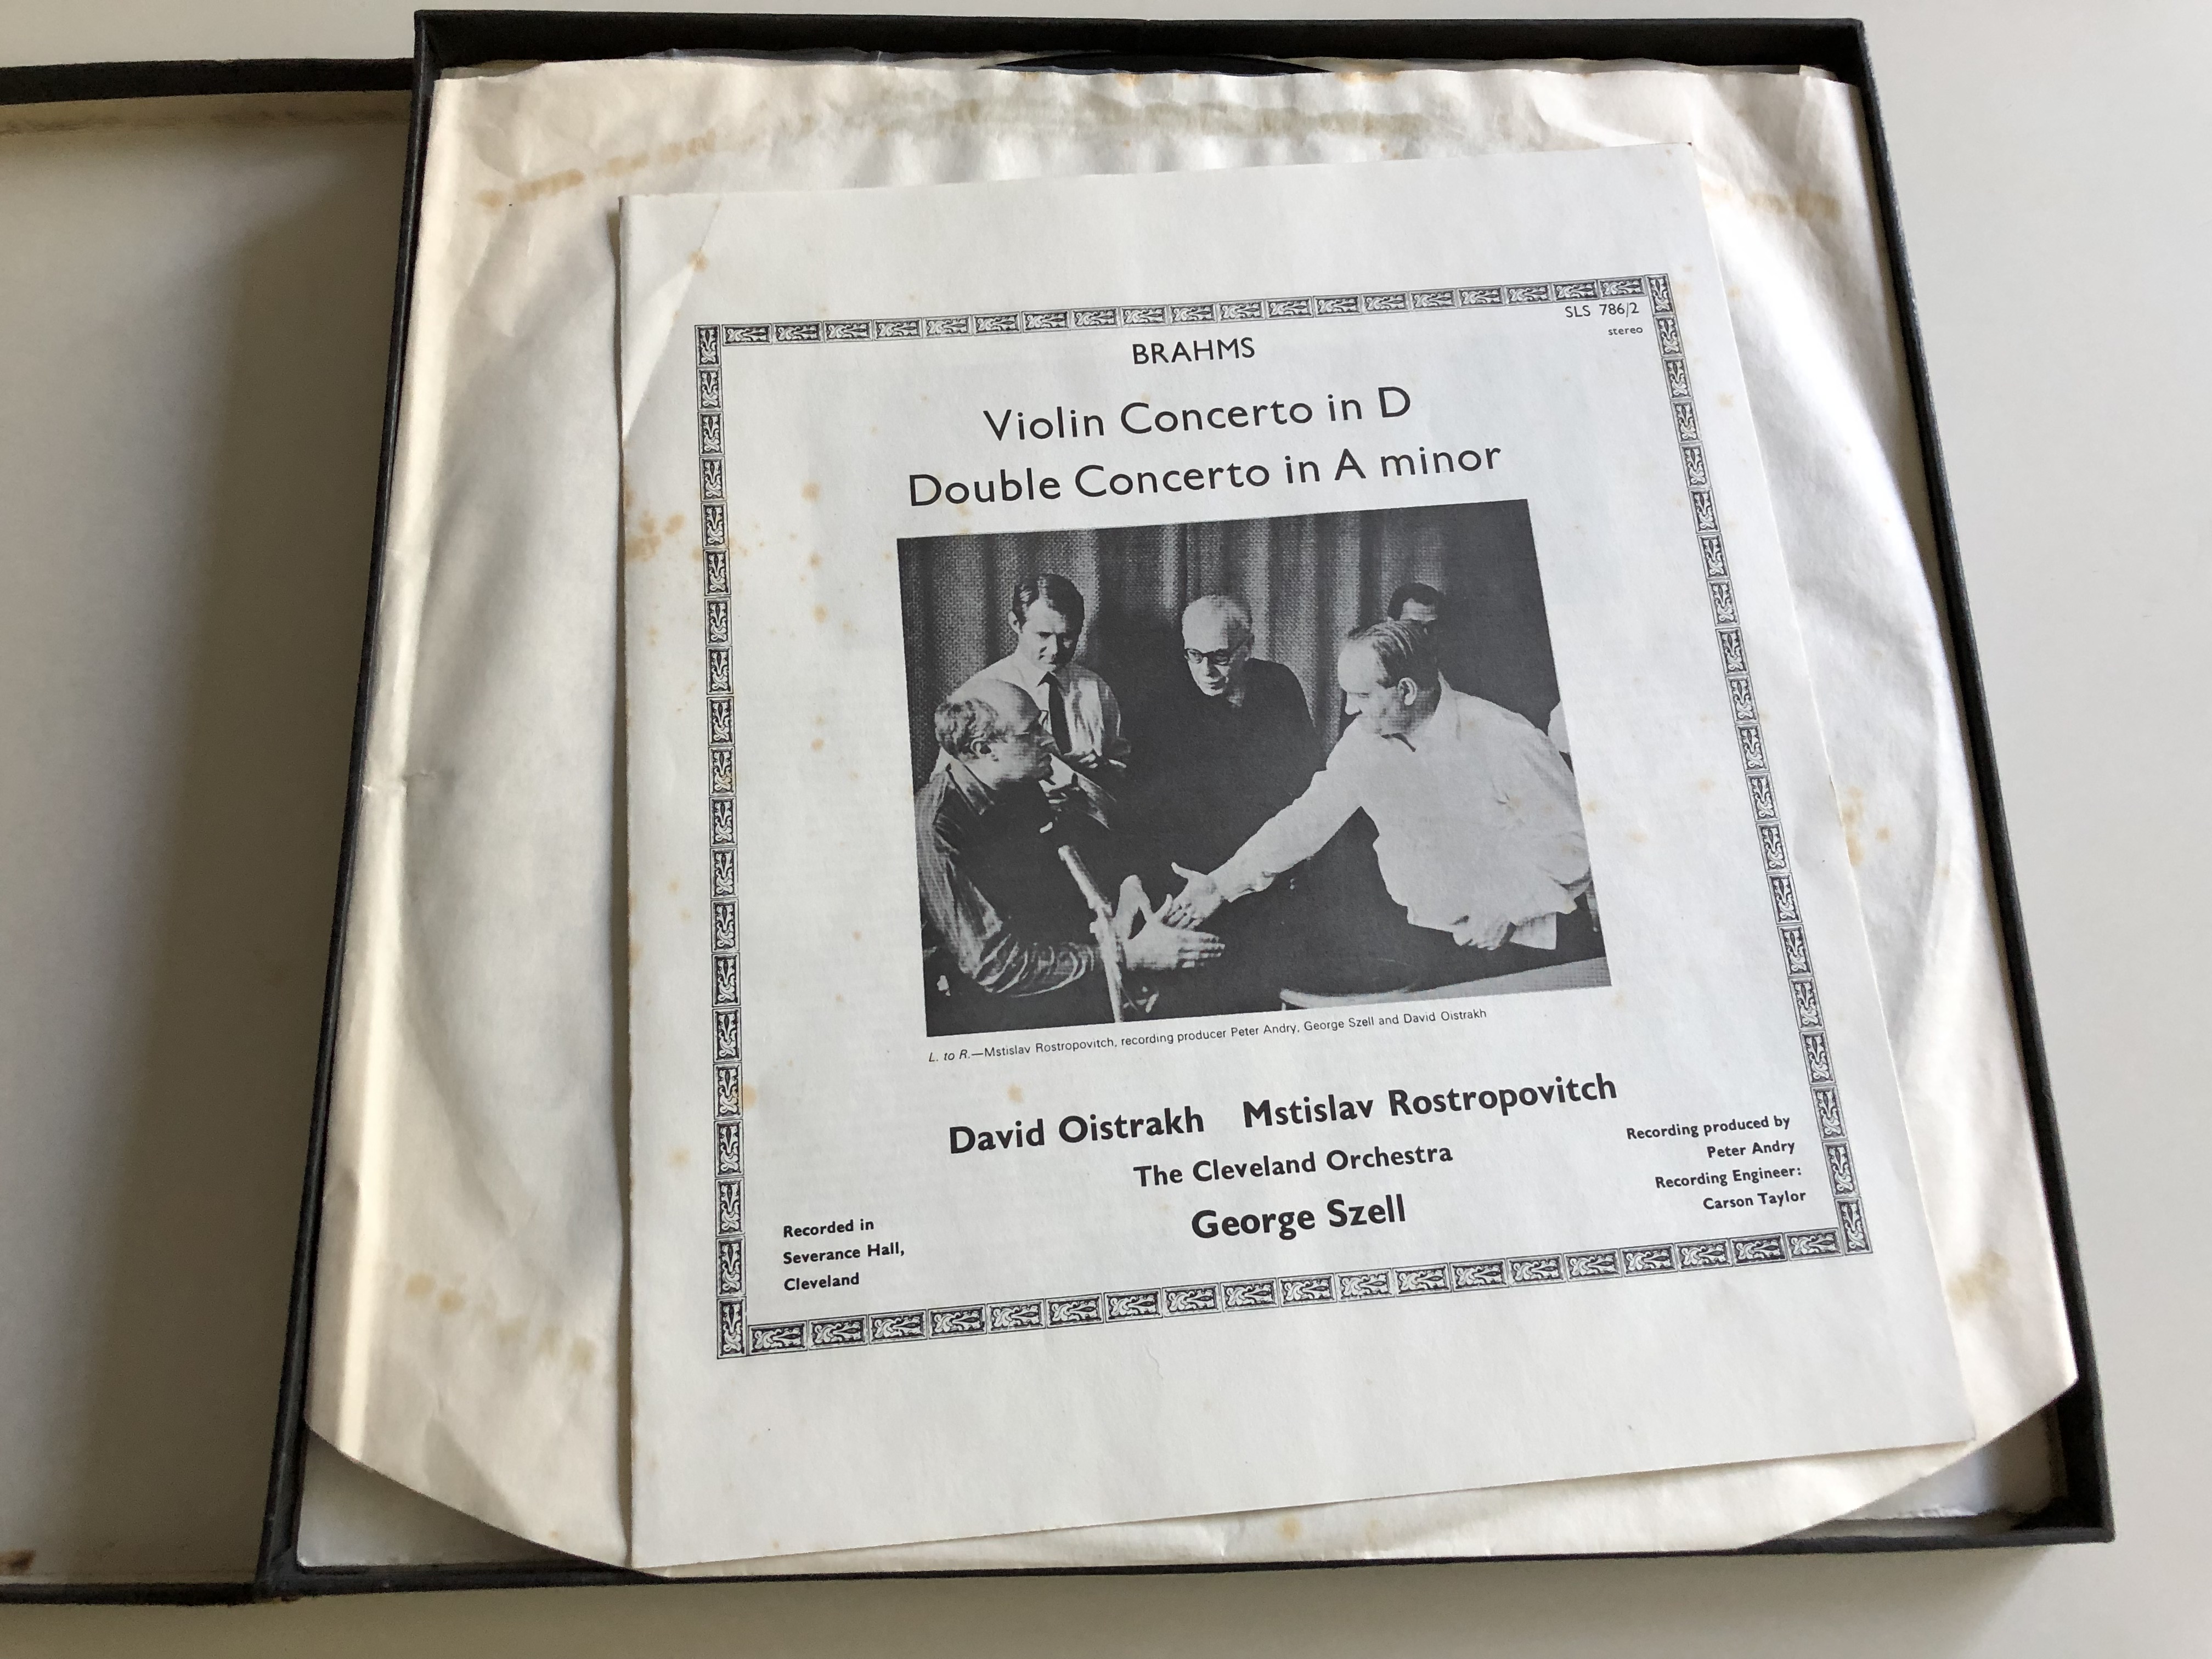 SLS 786/2
stereo
BRAHMS
Violin Concerto in D
Double Concerto in A minor
L. to R.—Mstislav Rostropovitch, recording producer Peter Andry, George Szell and David Oistrakh
David Oistrakh Mstislav Rostropovitch
The Cleveland Orchestra
George Szell
Recorded in
Severance Hall,
Cleveland
Recording produced by
Peter Andry
Recording Engineer:
Carson Taylor